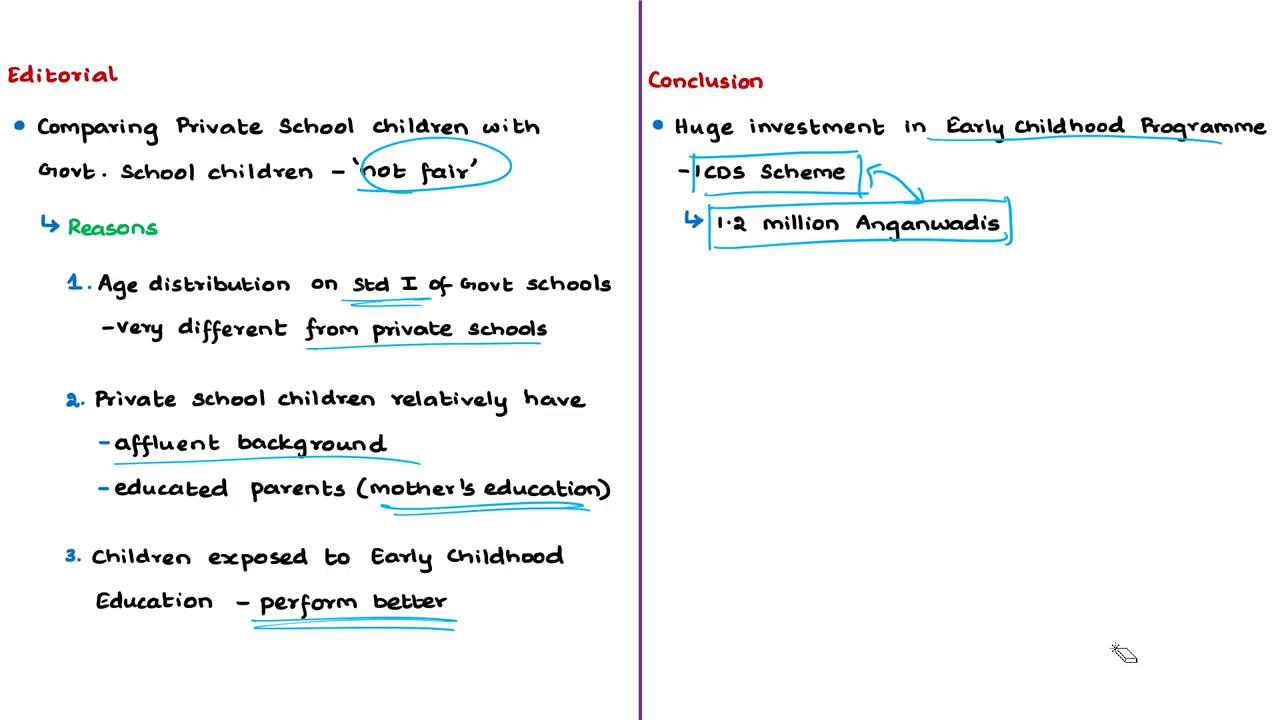 Editorial
• Comparing Private School children with
Govt. School children - 'not fair'
↳ Reasons
1. Age distribution on Std I of Govt schools
- very different from private schools
2. Private school children relatively have
- affluent background
- educated parents (mother's education)
3. Children exposed to Early Childhood
Education - perform better
Conclusion
• Huge investment in Early Childhood Programme
- ICDS Scheme
↳ 1.2 million Anganwadis